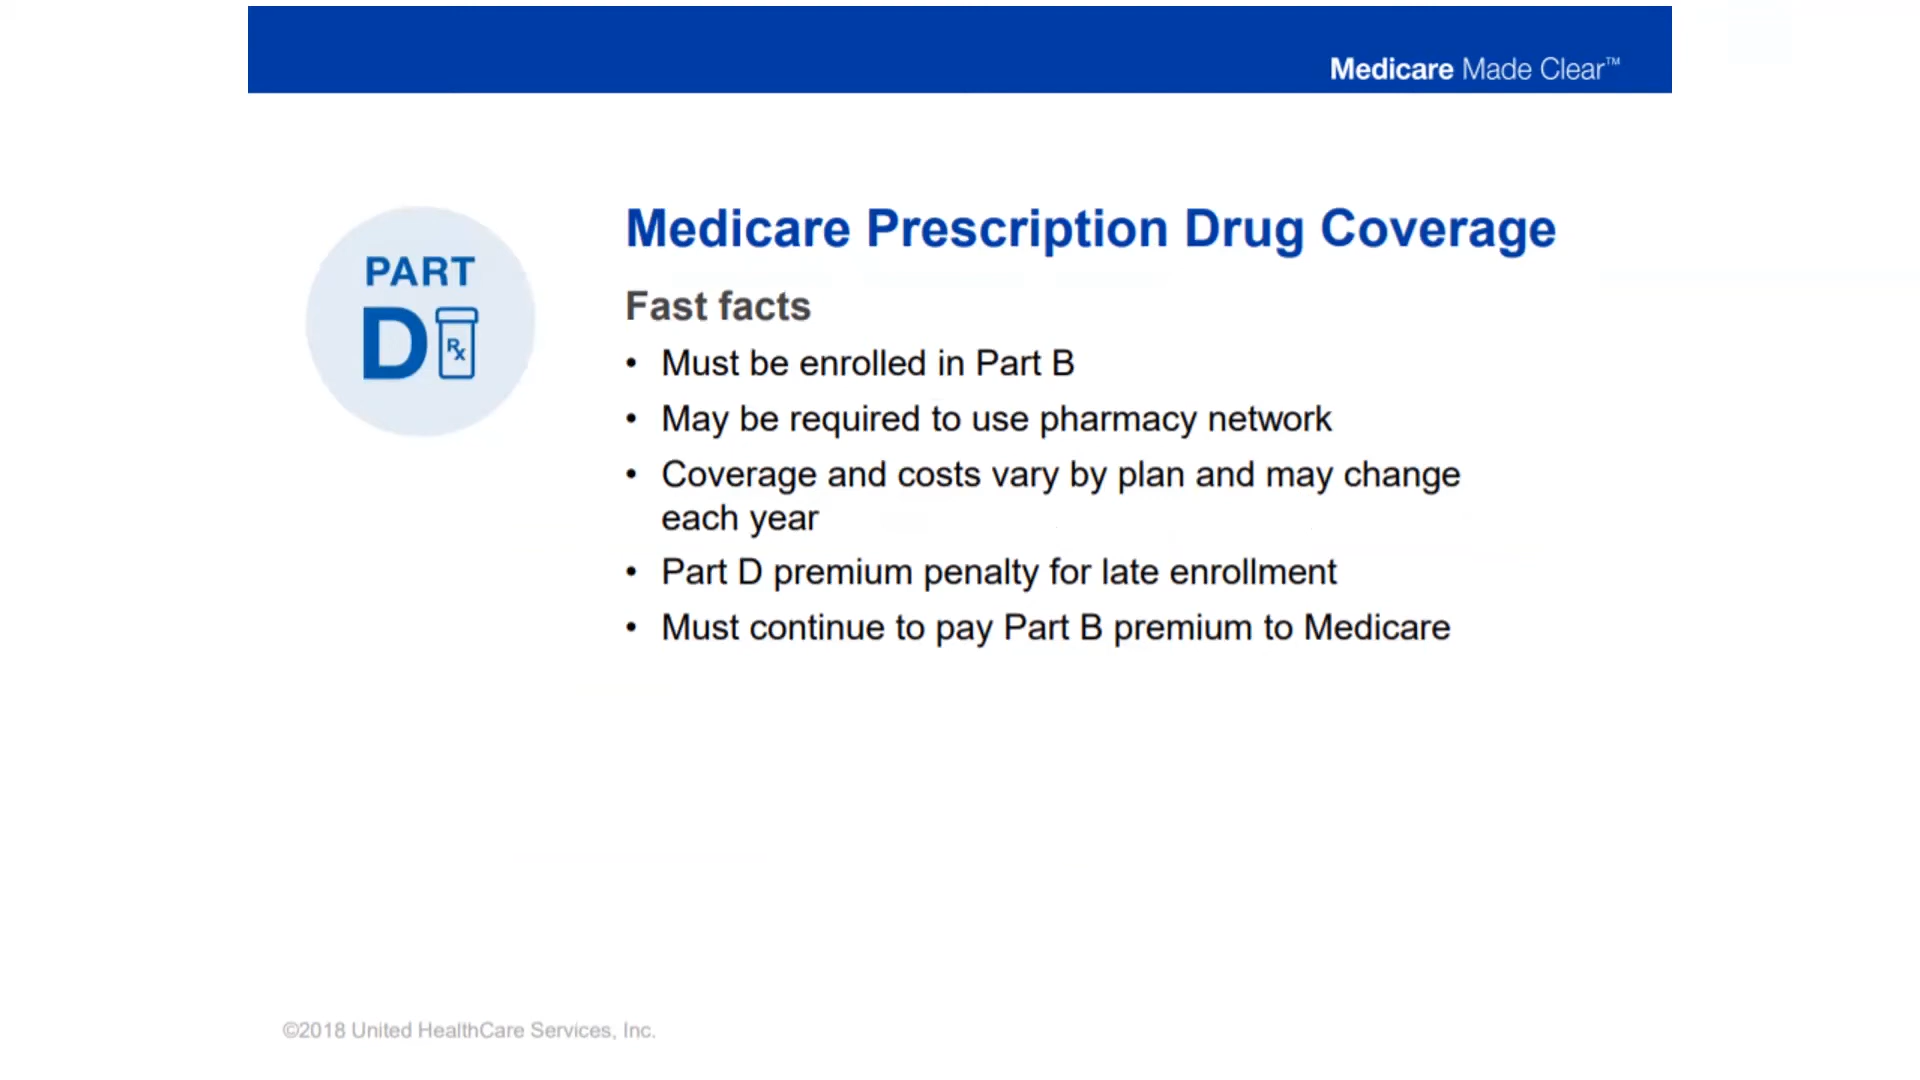 Medicare Made Clear™
PART
D Rx
Medicare Prescription Drug Coverage
Fast facts
• Must be enrolled in Part B
• May be required to use pharmacy network
• Coverage and costs vary by plan and may change
each year
• Part D premium penalty for late enrollment
• Must continue to pay Part B premium to Medicare
©2018 United HealthCare Services, Inc.